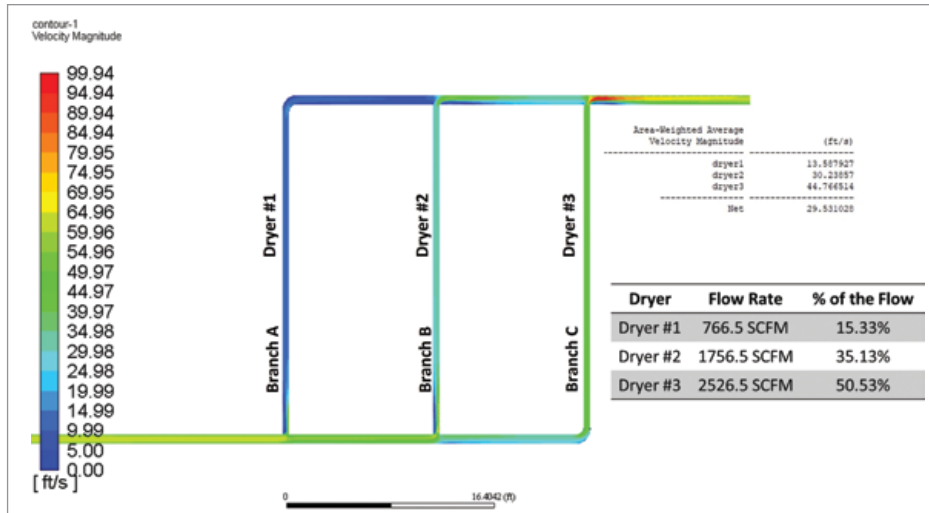 contour-1
Velocity Magnitude
99.94
94.94
89.94
84.94
79.95
74.95
69.95
64.96
59.96
54.96
49.97
44.97
39.97
34.98
29.98
24.98
19.99
14.99
9.99
5.00
0.00
[ ft/s]
Branch A Dryer #1
Branch B Dryer #2
Branch C Dryer #3
0 16.4042 (ft)
Area-Weighted Average
Velocity Magnitude (ft/s)
dryer1 13.587927
dryer2 30.23857
dryer3 44.766514
Net 29.531028
Dryer Flow Rate % of the Flow
Dryer #1 766.5 SCFM 15.33%
Dryer #2 1756.5 SCFM 35.13%
Dryer #3 2526.5 SCFM 50.53%